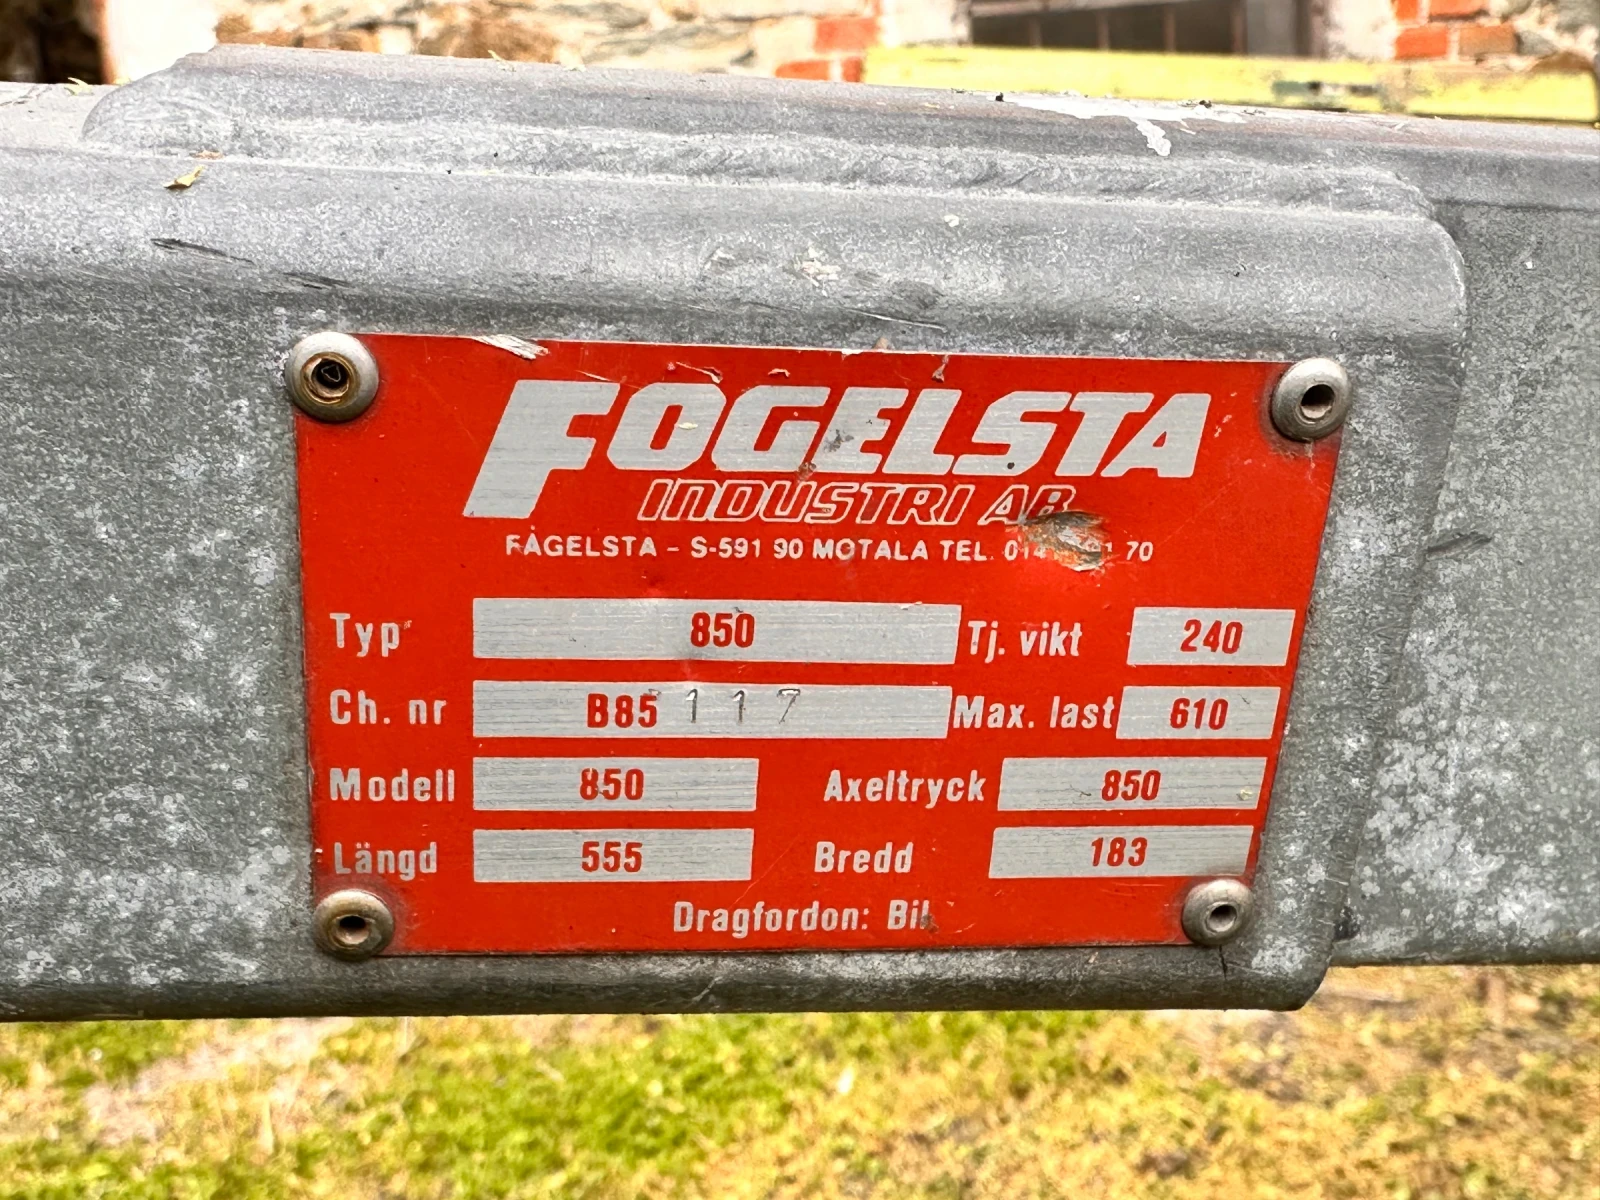 FOGELSTA
INDUSTRI AB
FÅGELSTA - S-591 90 MOTALA TEL. 70
Typ 850 Tj. vikt 240
Ch. nr B85 117 Max. last 610
Modell 850 Axeltryck 850
Längd 555 Bredd 183
Dragfordon: Bil